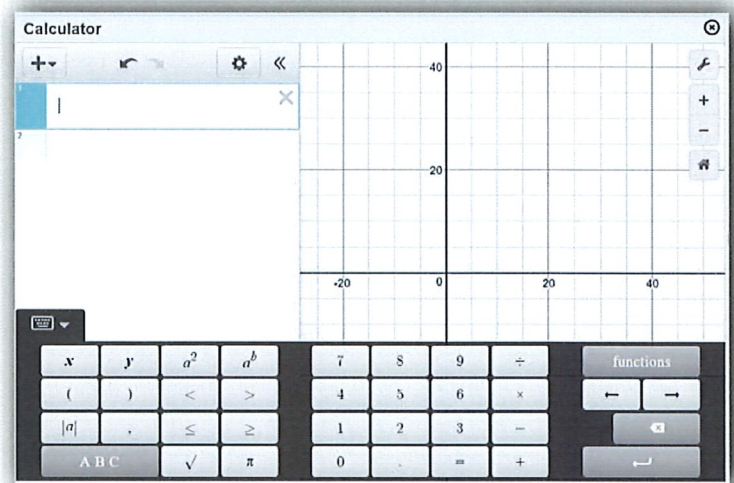 Calculator
1
2
40
20
-20 0 20 40
x y a² aᵇ 7 8 9 ÷ functions
( ) < > 4 5 6 × ← →
|a| , ≤ ≥ 1 2 3 −
A B C √ π 0 . = +